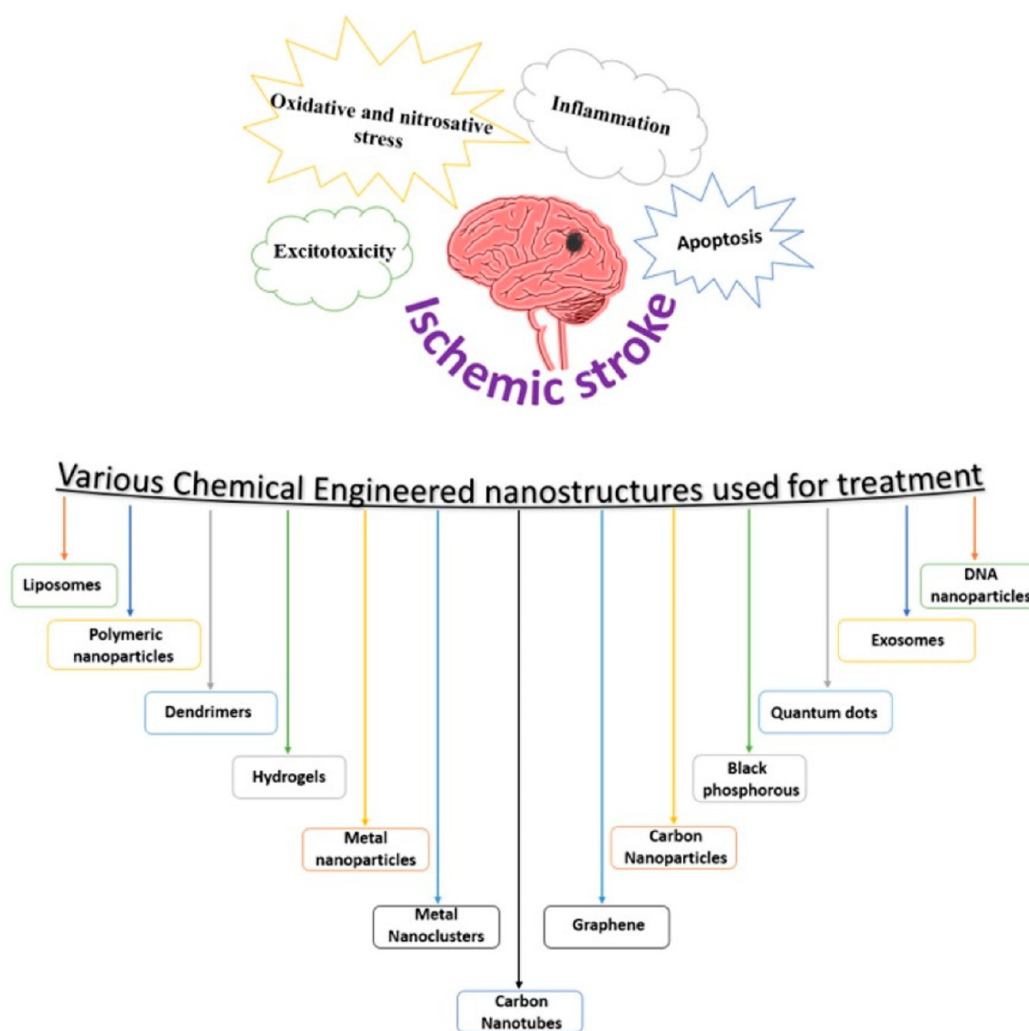 Oxidative and nitrosative
stress
Inflammation
Excitotoxicity
Apoptosis
Ischemic stroke
Various Chemical Engineered nanostructures used for treatment
Liposomes
Polymeric
nanoparticles
Dendrimers
Hydrogels
Metal
nanoparticles
Metal
Nanoclusters
Carbon
Nanotubes
Graphene
Carbon
Nanoparticles
Black
phosphorous
Quantum dots
Exosomes
DNA
nanoparticles